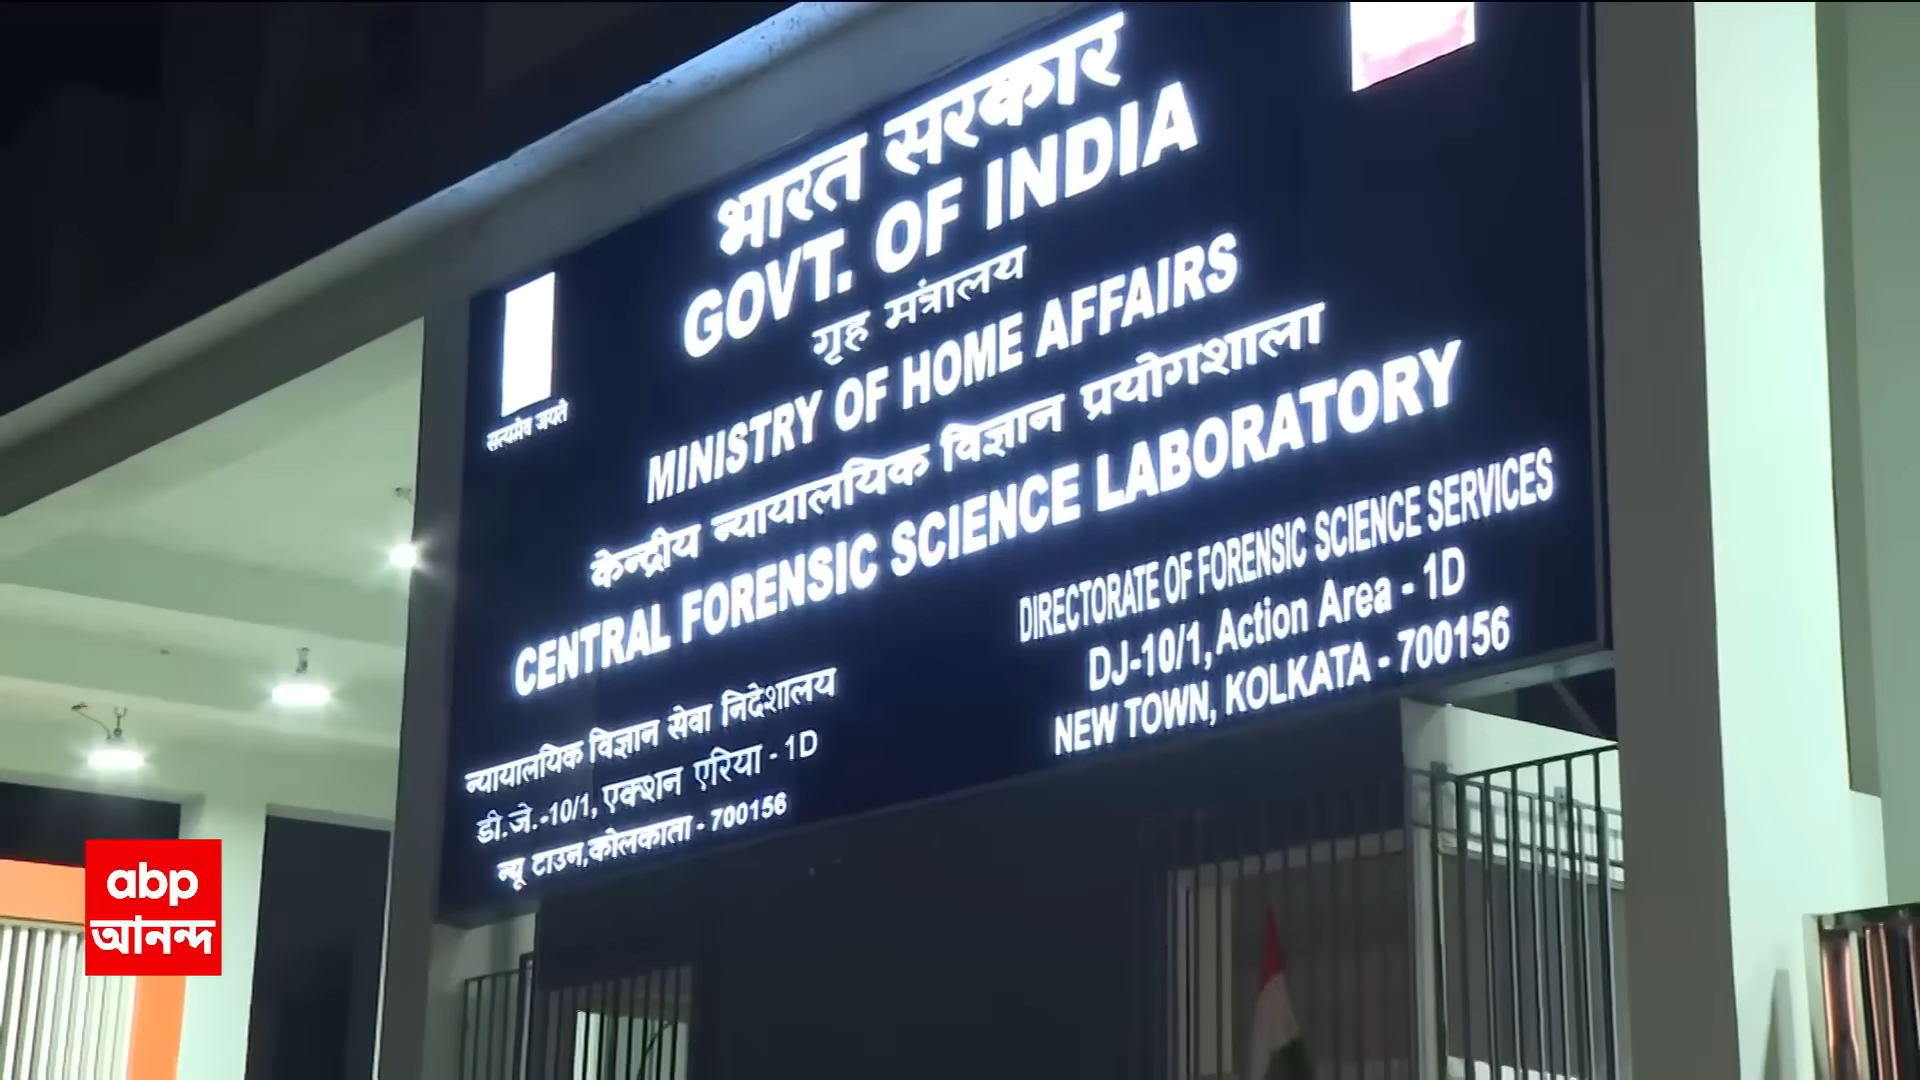 भारत सरकार
GOVT. OF INDIA
गृह मंत्रालय
MINISTRY OF HOME AFFAIRS
केन्द्रीय न्यायालयिक विज्ञान प्रयोगशाला
CENTRAL FORENSIC SCIENCE LABORATORY
सत्यमेव जयते
न्यायालयिक विज्ञान सेवा निदेशालय
डी.जे.-10/1, एक्शन एरिया - 1D
न्यू टाउन,कोलकाता - 700156
DIRECTORATE OF FORENSIC SCIENCE SERVICES
DJ-10/1, Action Area - 1D
NEW TOWN, KOLKATA - 700156
abp
আনন্দ